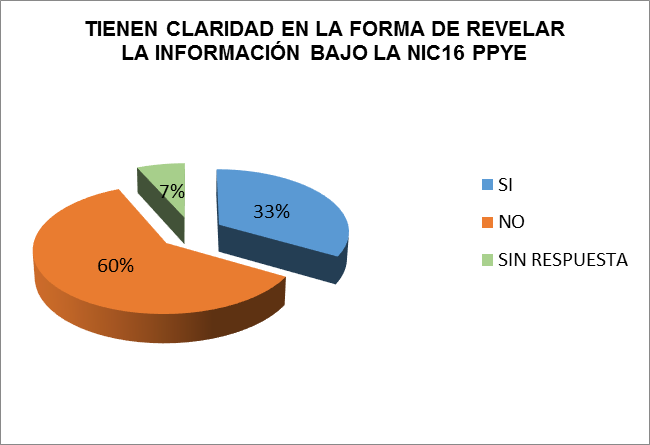 TIENEN CLARIDAD EN LA FORMA DE REVELAR
LA INFORMACIÓN BAJO LA NIC16 PPYE
7%
33%
60%
SI
NO
SIN RESPUESTA